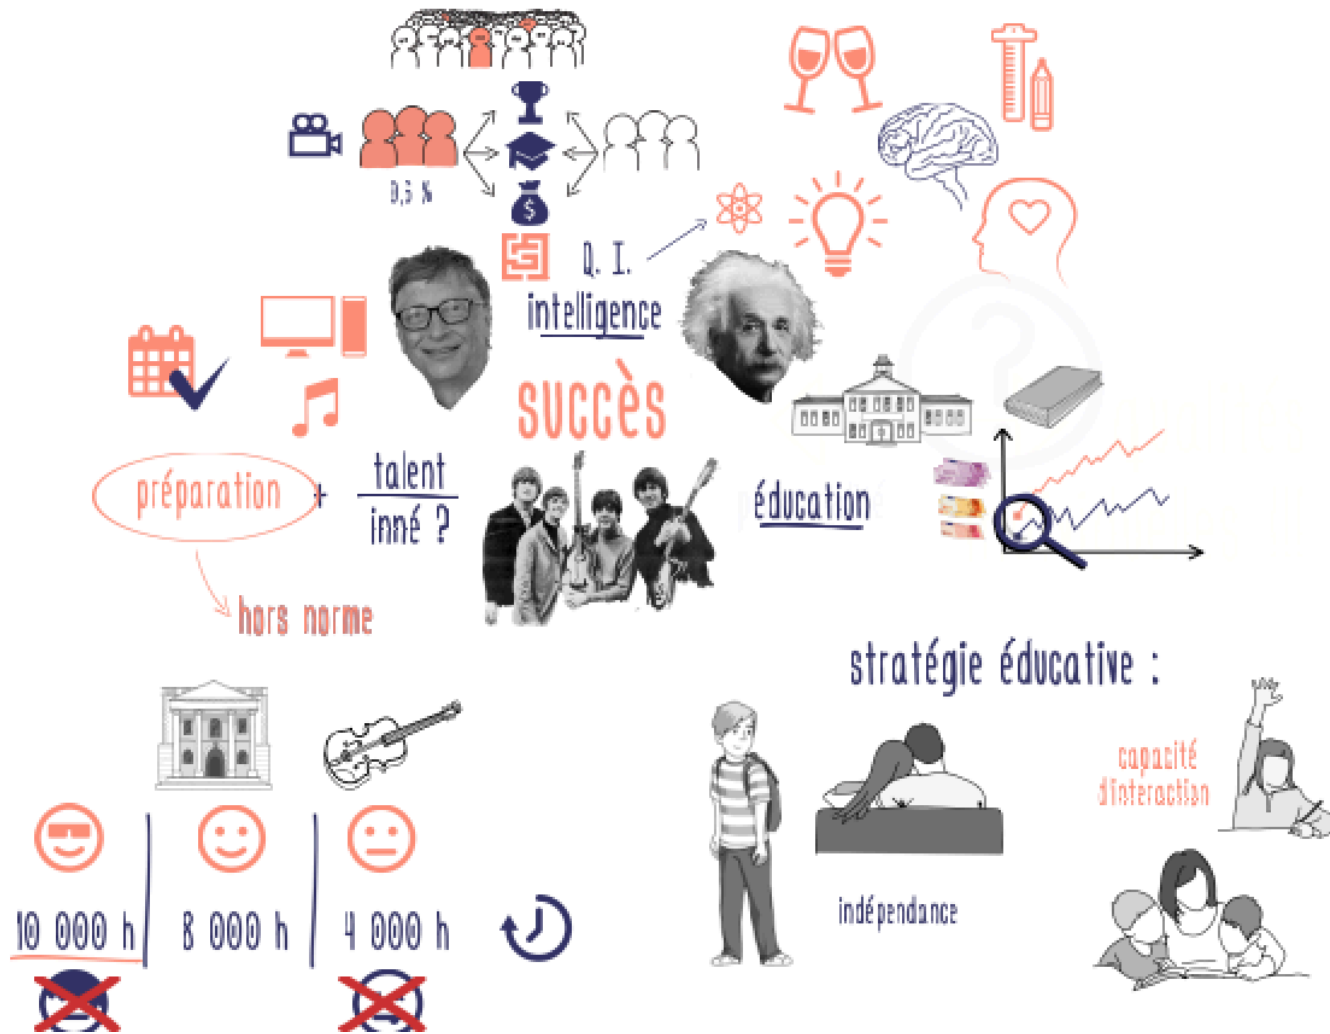 0,5 %
Q. I.
intelligence
succès
préparation
+
talent
inné ?
éducation
hors norme
stratégie éducative :
capacité
d'interaction
indépendance
10 000 h
8 000 h
4 000 h